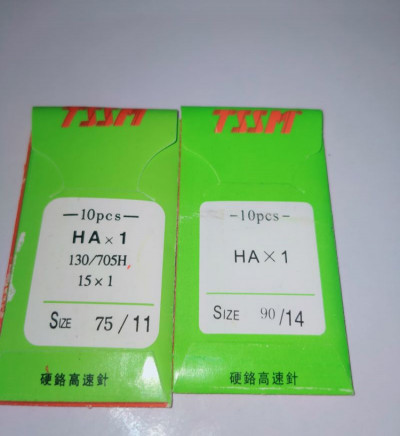 TSSM
—10pcs—
HA×1
130/705H
15×1
SIZE 75/11
硬鉻高速針
TSSM
-10pcs-
HA×1
SIZE 90/14
硬鉻高速針